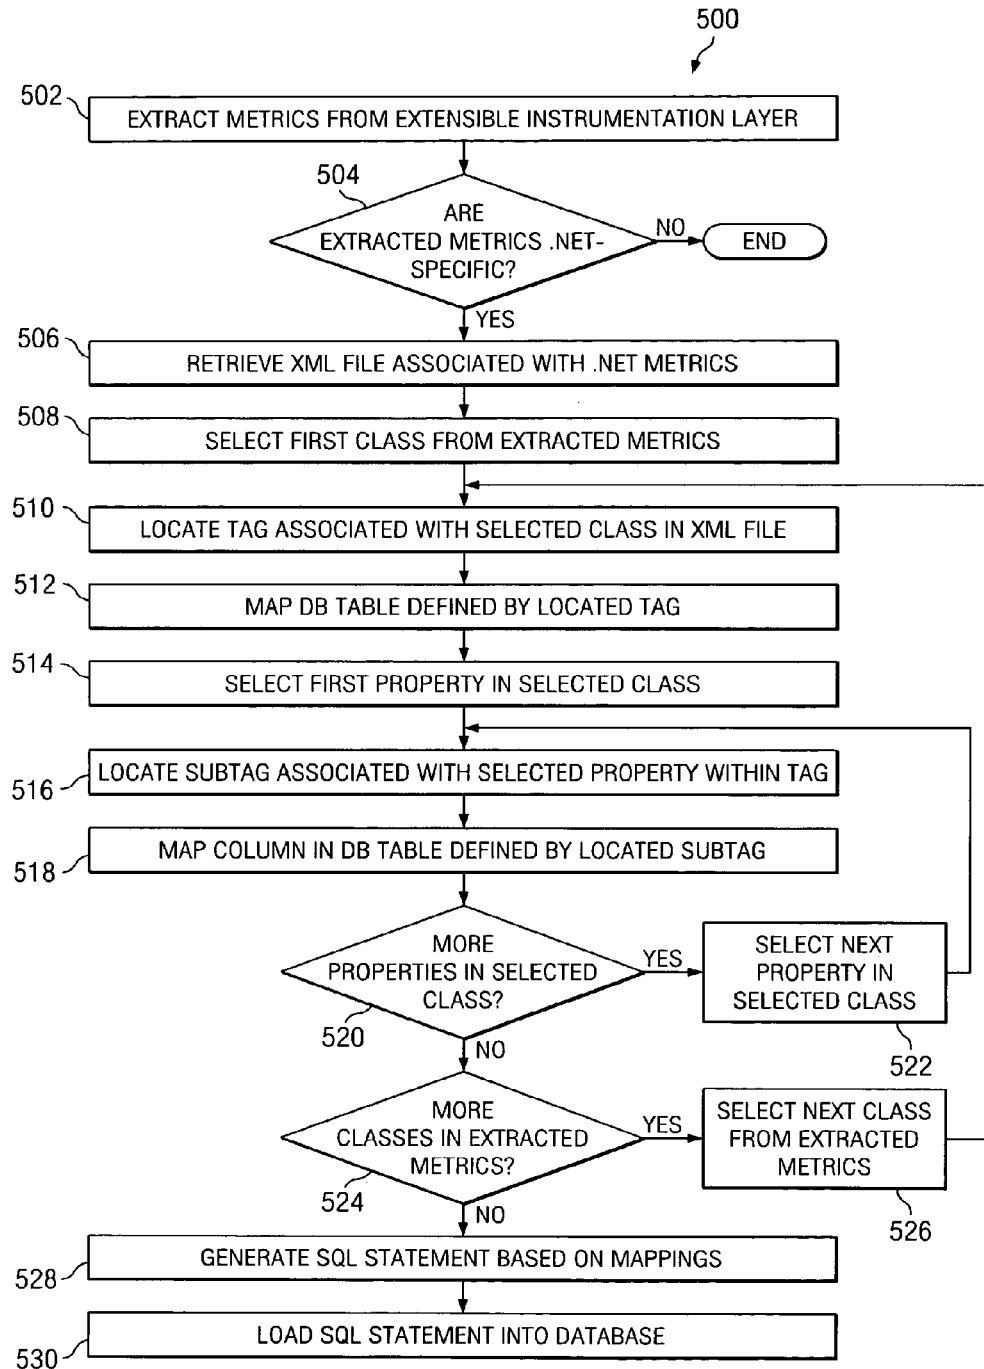 500
502
EXTRACT METRICS FROM EXTENSIBLE INSTRUMENTATION LAYER
504
ARE
EXTRACTED METRICS .NET-
SPECIFIC?
NO
END
YES
506
RETRIEVE XML FILE ASSOCIATED WITH .NET METRICS
508
SELECT FIRST CLASS FROM EXTRACTED METRICS
510
LOCATE TAG ASSOCIATED WITH SELECTED CLASS IN XML FILE
512
MAP DB TABLE DEFINED BY LOCATED TAG
514
SELECT FIRST PROPERTY IN SELECTED CLASS
516
LOCATE SUBTAG ASSOCIATED WITH SELECTED PROPERTY WITHIN TAG
518
MAP COLUMN IN DB TABLE DEFINED BY LOCATED SUBTAG
MORE
PROPERTIES IN SELECTED
CLASS?
520
YES
SELECT NEXT
PROPERTY IN
SELECTED CLASS
522
NO
MORE
CLASSES IN EXTRACTED
METRICS?
524
YES
SELECT NEXT CLASS
FROM EXTRACTED
METRICS
526
NO
528
GENERATE SQL STATEMENT BASED ON MAPPINGS
530
LOAD SQL STATEMENT INTO DATABASE